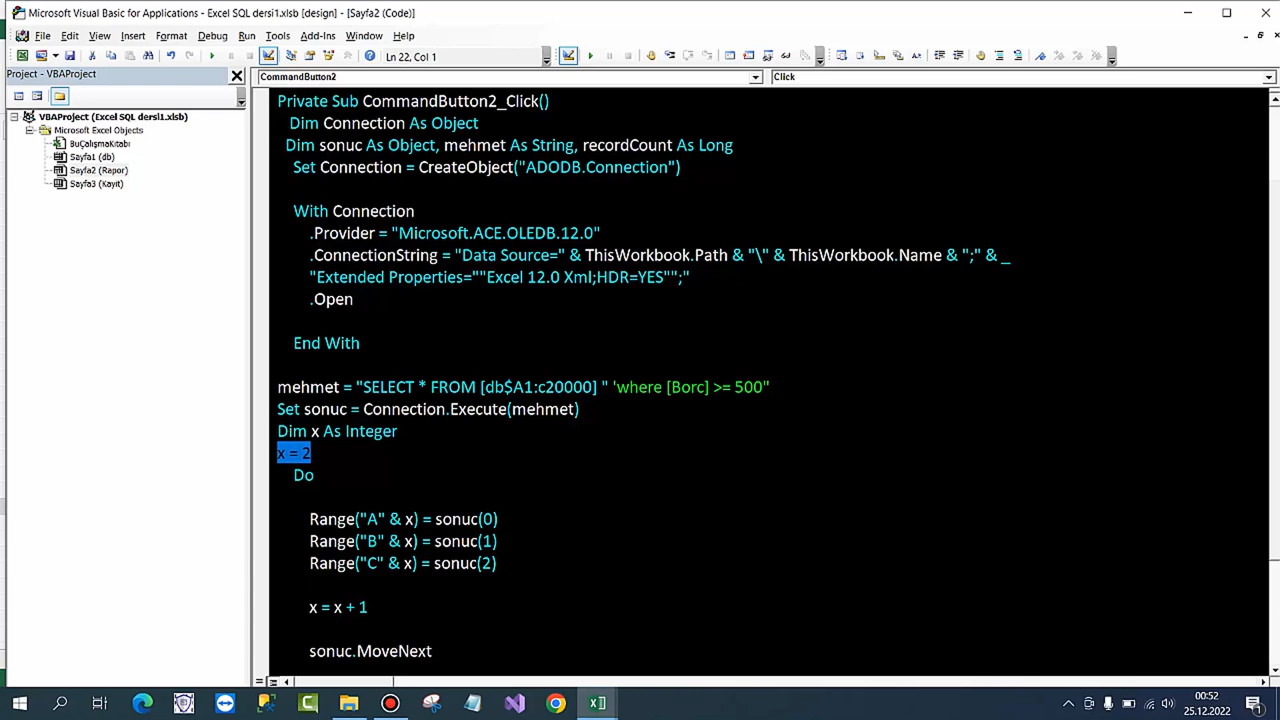 Microsoft Visual Basic for Applications - Excel SQL dersi1.xlsb [design] - [Sayfa2 (Code)]
File Edit View Insert Format Debug Run Tools Add-Ins Window Help
Ln 22, Col 1
Project - VBAProject
CommandButton2 Click
VBAProject (Excel SQL dersi1.xlsb)
Microsoft Excel Objects
BuÇalışmaKitabı
Sayfa1 (db)
Sayfa2 (Rapor)
Sayfa3 (Kayıt)
Private Sub CommandButton2_Click()
Dim Connection As Object
Dim sonuc As Object, mehmet As String, recordCount As Long
Set Connection = CreateObject("ADODB.Connection")
With Connection
.Provider = "Microsoft.ACE.OLEDB.12.0"
.ConnectionString = "Data Source=" & ThisWorkbook.Path & "\" & ThisWorkbook.Name & ";" & _
"Extended Properties=""Excel 12.0 Xml;HDR=YES"";"
.Open
End With
mehmet = "SELECT * FROM [db$A1:c20000] " 'where [Borc] >= 500"
Set sonuc = Connection.Execute(mehmet)
Dim x As Integer
x = 2
Do
Range("A" & x) = sonuc(0)
Range("B" & x) = sonuc(1)
Range("C" & x) = sonuc(2)
x = x + 1
sonuc.MoveNext
00:52
25.12.2022